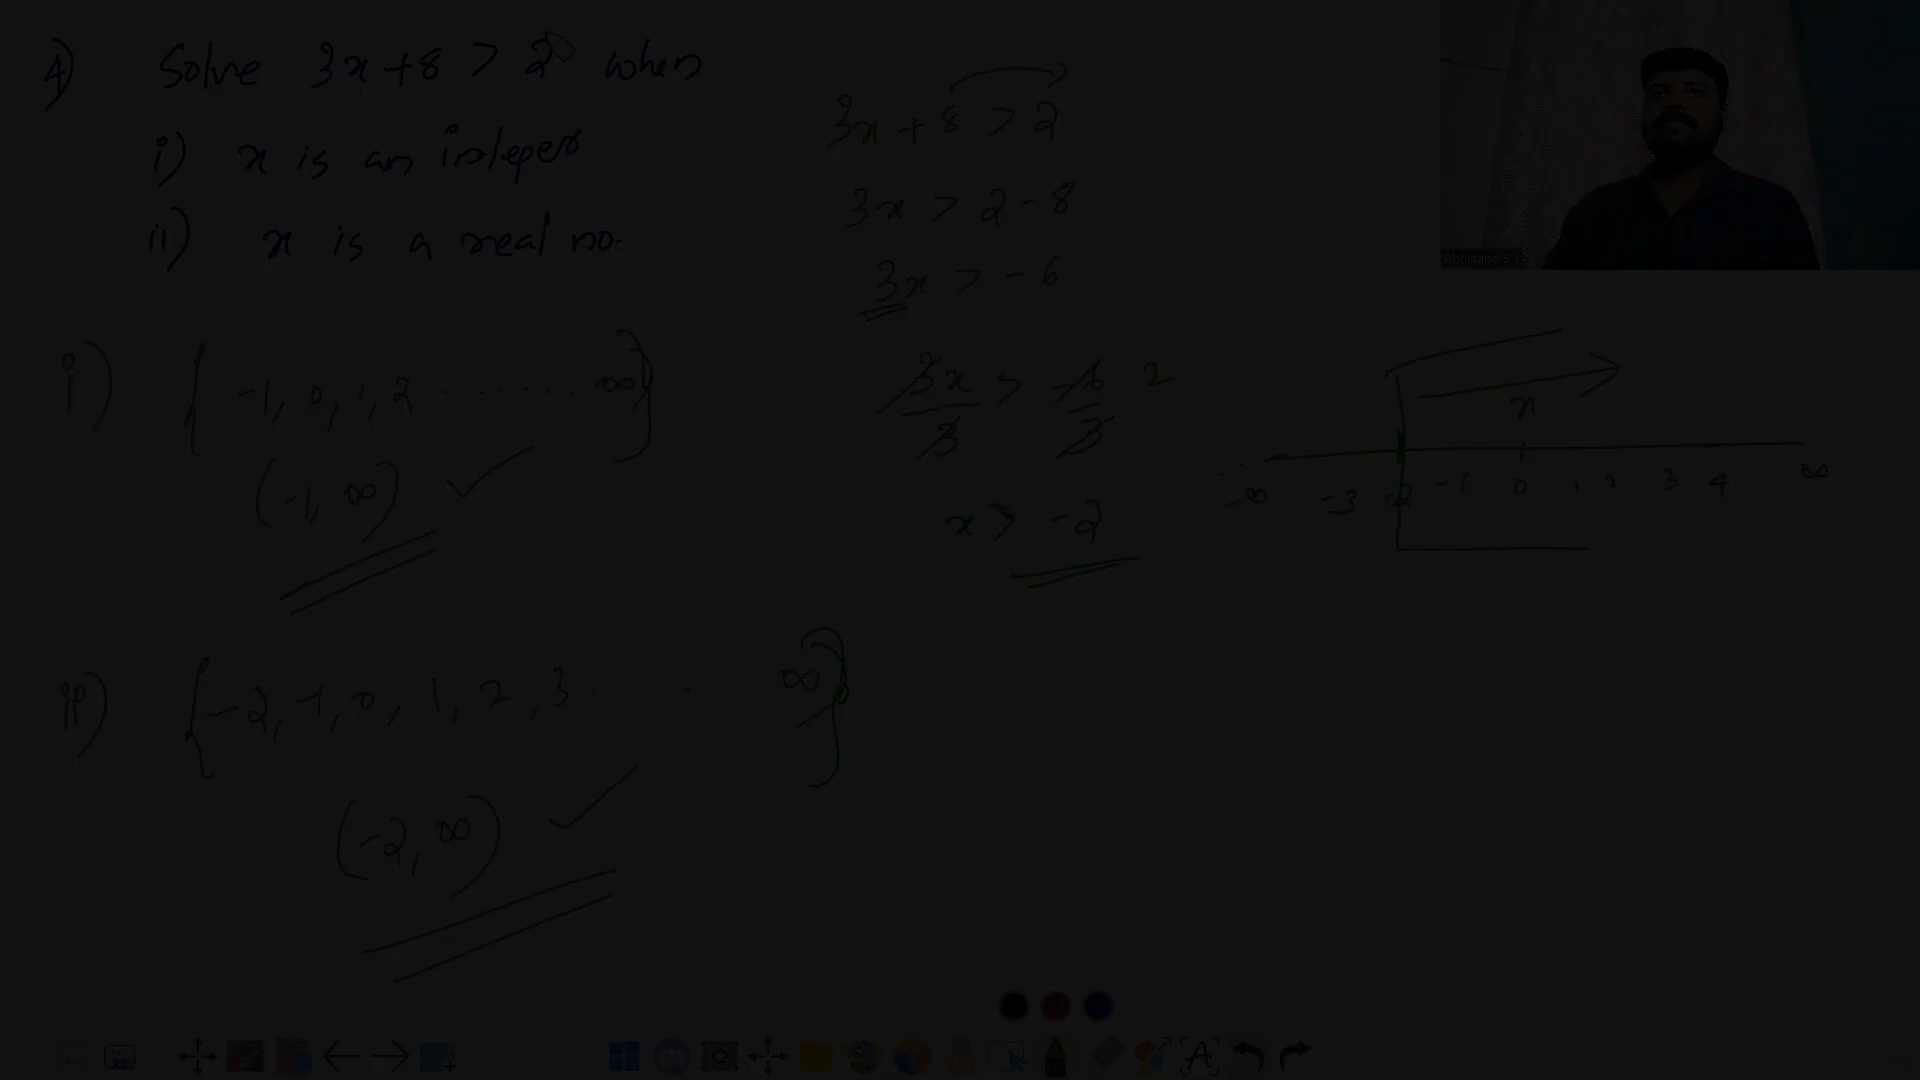 4) Solve 3x+8 > 2 when
i) x is an integer
ii) x is a real no.
3x + 8 > 2
3x > 2 - 8
3x > -6
3x/3 > -6/3 2
x > -2
i) { -1, 0, 1, 2 ........ ∞ }
(-1, ∞) ✓
x
-∞ -3 -2 -1 0 1 2 3 4 ∞
ii) { -2, -1, 0, 1, 2, 3 . . . ∞ }
(-2, ∞) ✓
Abhinand S J